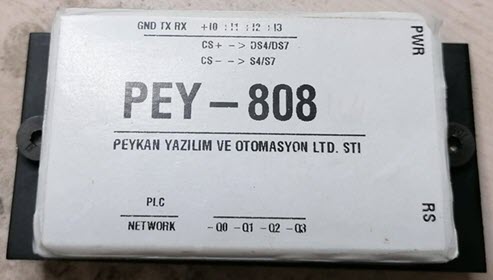 GND TX RX +I0 : I1 : I2 : I3
CS + - -> DS4/DS7
CS - - -> S4/S7
PWR
PEY - 808
PEYKAN YAZILIM VE OTOMASYON LTD. STI
PLC
NETWORK - Q0 - Q1 - Q2 - Q3
RS